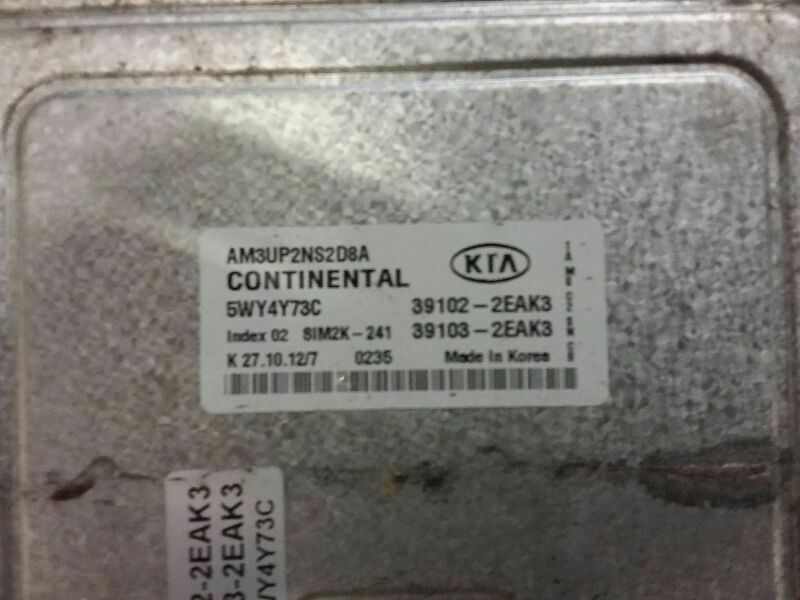 AM3UP2NS2D8A
CONTINENTAL
KIA
5WY4Y73C 39102-2EAK3
Index 02 SIM2K-241 39103-2EAK3
K 27.10.12/7 0235 Made in Korea
2-2EAK3
3-2EAK3
WY4Y73C